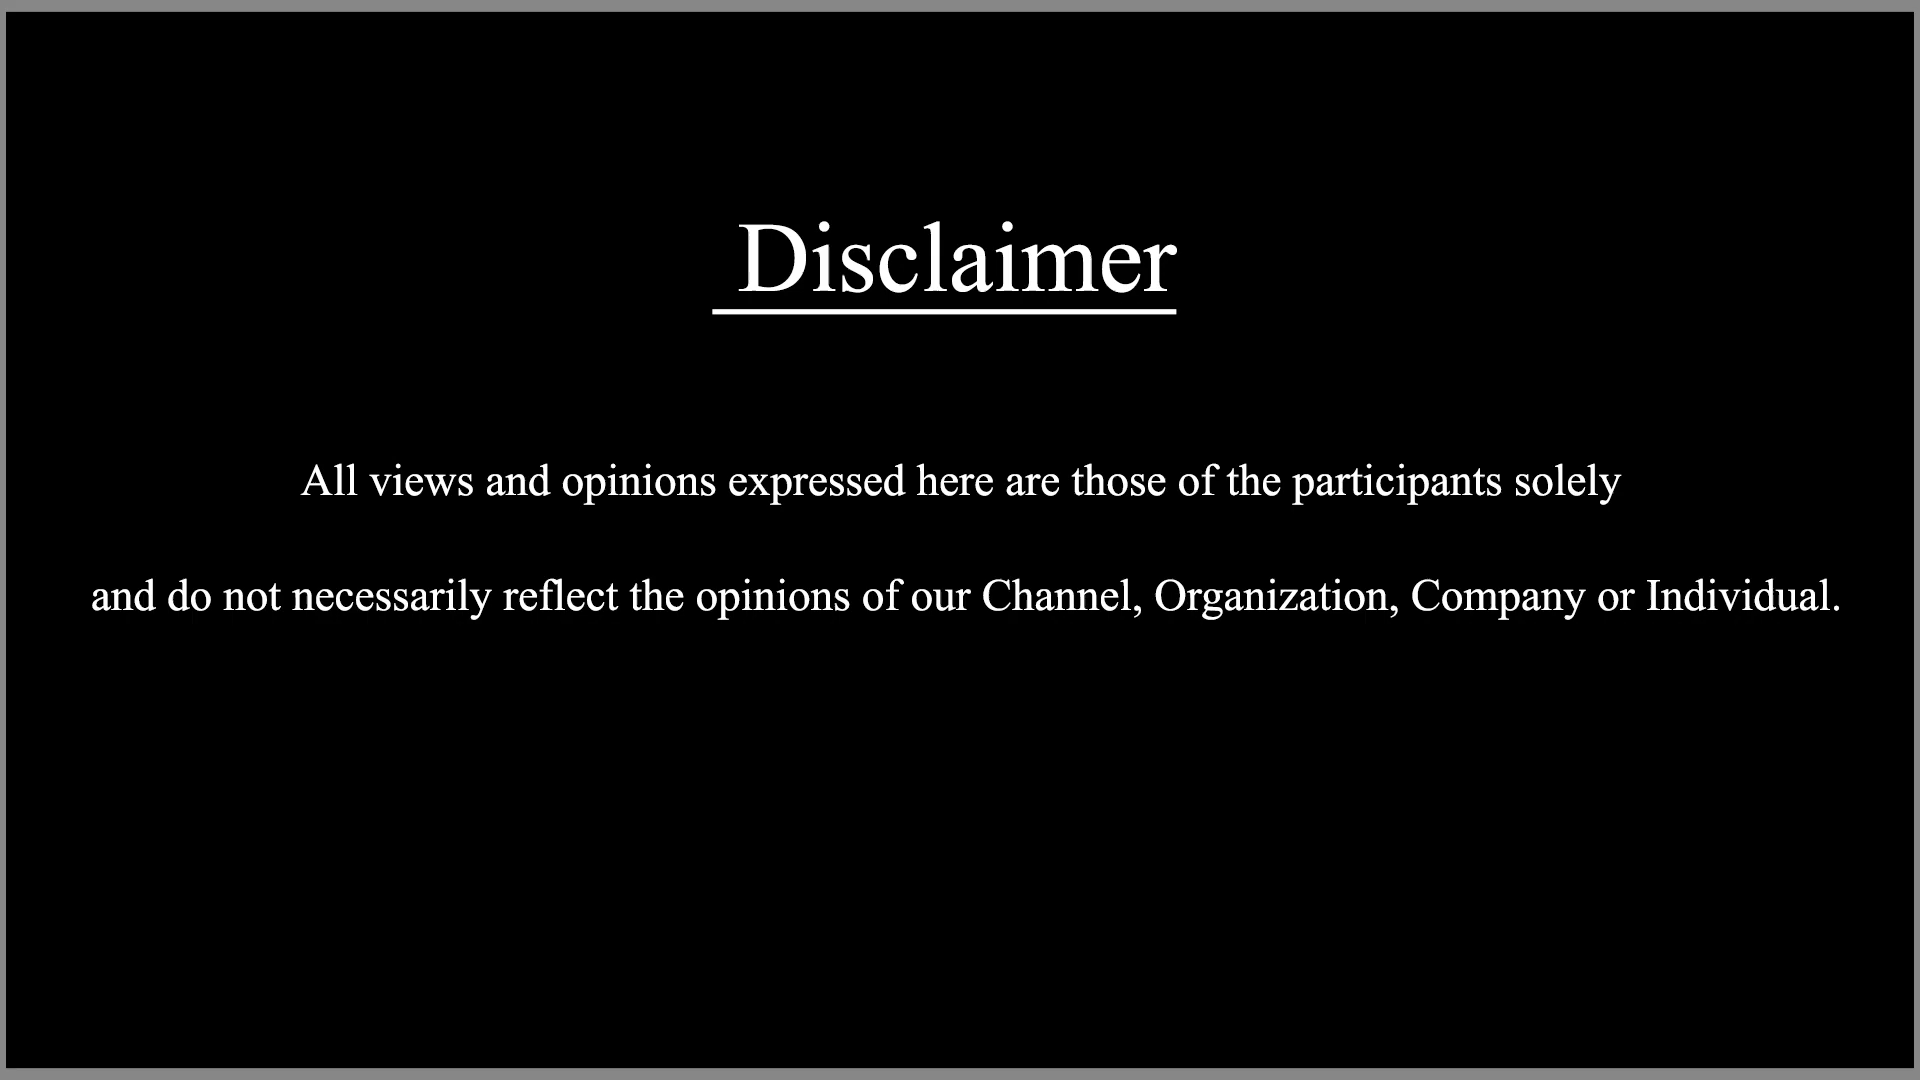 Disclaimer
All views and opinions expressed here are those of the participants solely
and do not necessarily reflect the opinions of our Channel, Organization, Company or Individual.